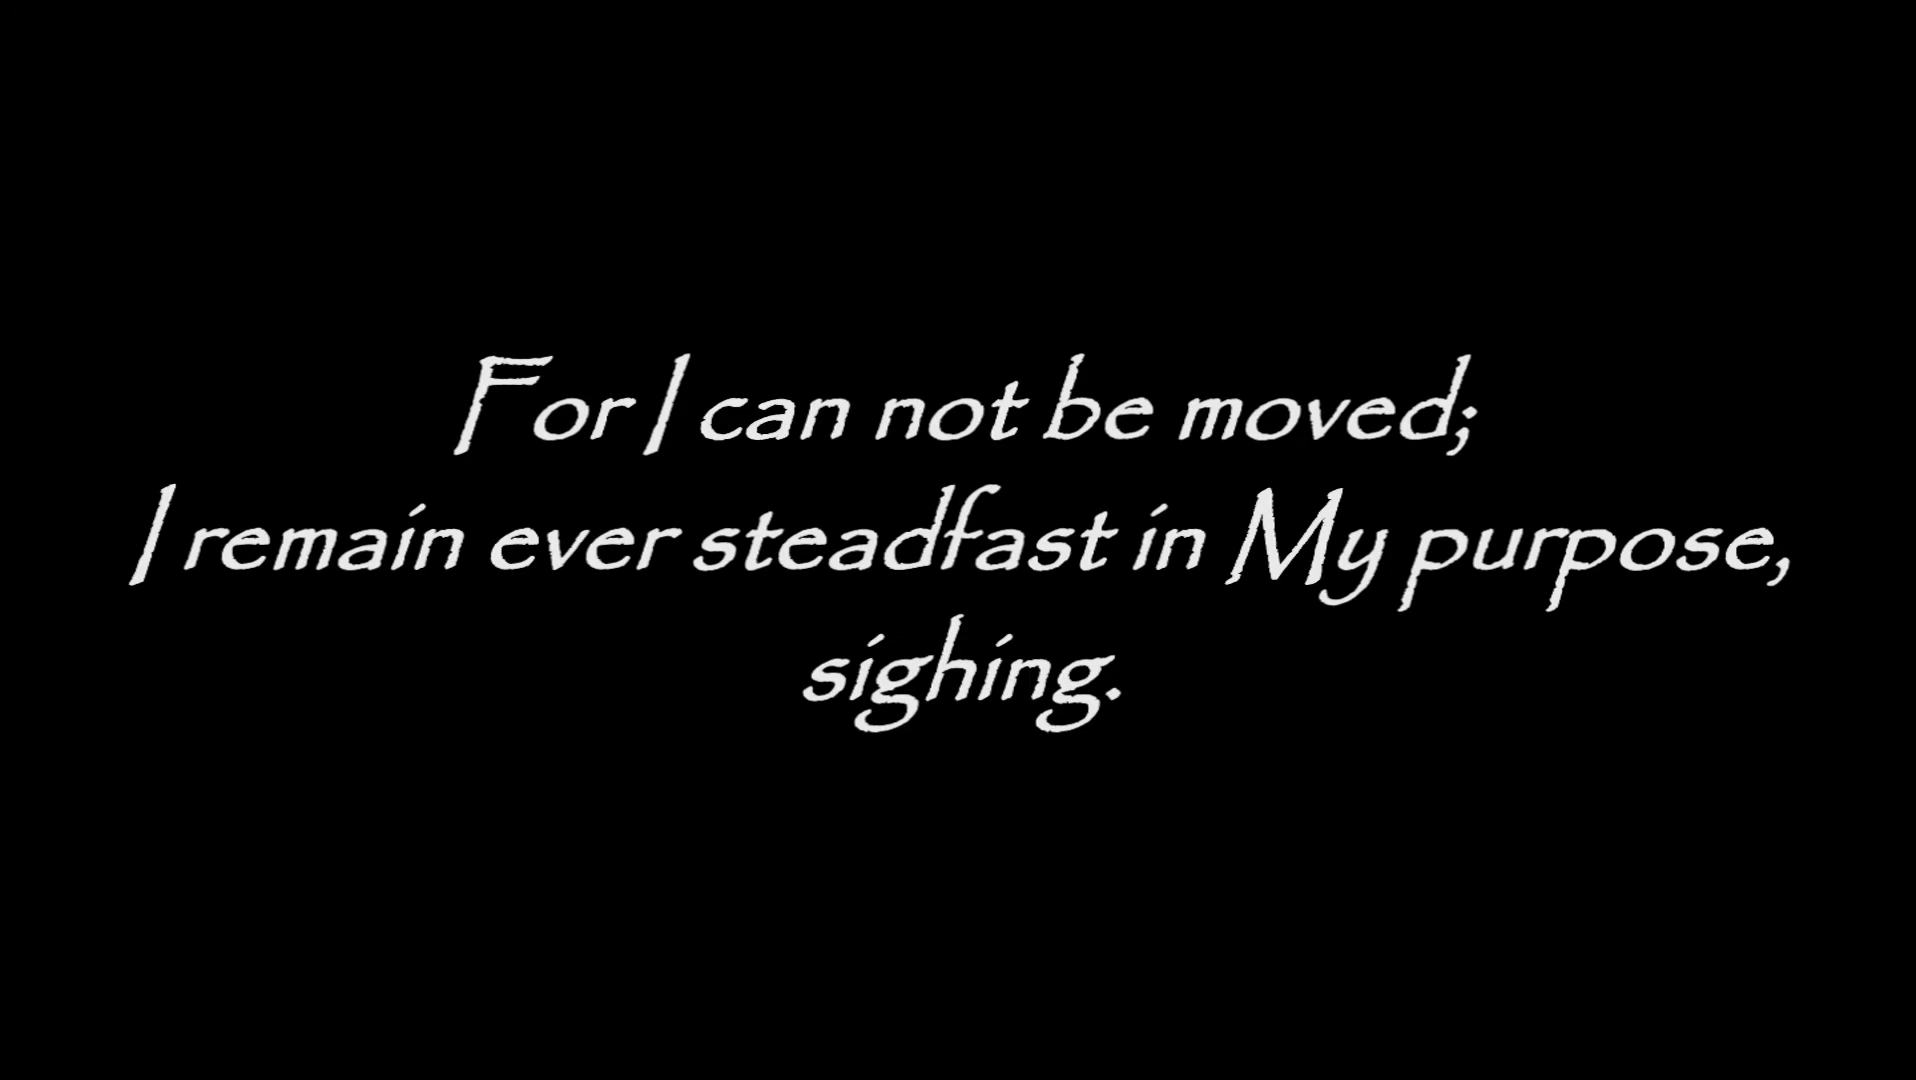 For I can not be moved;
I remain ever steadfast in My purpose,
sighing.